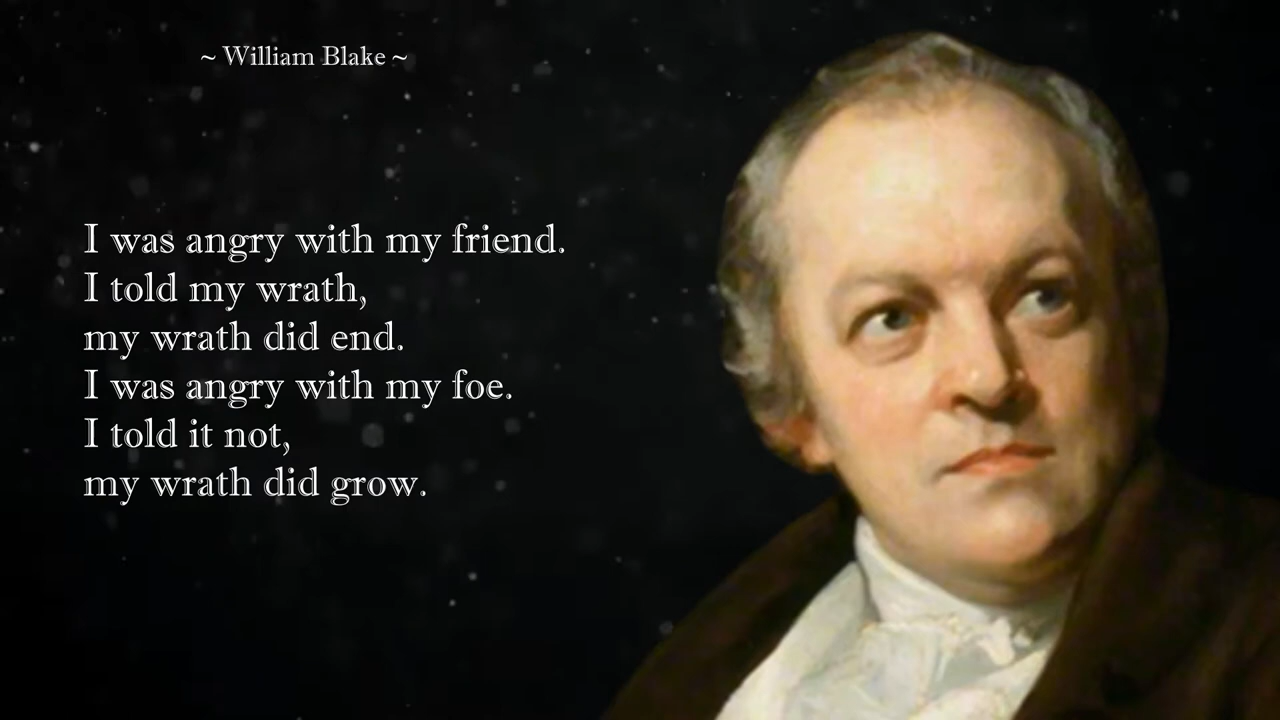 ~ William Blake ~
I was angry with my friend.
I told my wrath,
my wrath did end.
I was angry with my foe.
I told it not,
my wrath did grow.